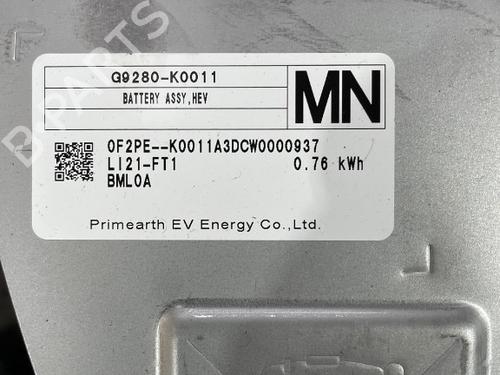 B-PARTS
G9280-K0011
BATTERY ASSY,HEV
MN
0F2PE--K0011A3DCW0000937
LI21-FT1 0.76 kWh
BML0A
Primearth EV Energy Co.,Ltd.